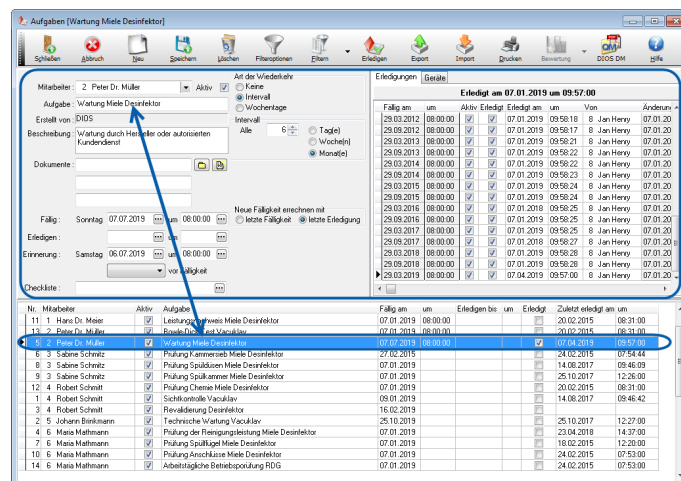 Aufgaben [Wartung Miele Desinfektor]
Schließen Abbruch Neu Speichern Löschen Filteroptionen Filtern Erledigen Export Import Drucken Bewertung DIOS DM Hilfe
Mitarbeiter : 2 Peter Dr. Müller Aktiv
Aufgabe : Wartung Miele Desinfektor
Erstellt von : DIOS
Beschreibung : Wartung durch Hersteller oder autorisierten
Kundendienst
Dokumente :
Fällig : Sonntag 07.07.2019 um 08:00:00
Erledigen : um
Erinnerung : Samstag 06.07.2019 um 08:00:00
vor Fälligkeit
Checkliste :
Art der Wiederkehr
Keine
Intervall
Wochentage
Intervall
Alle 6 Tag(e)
Woche(n)
Monat(e)
Neue Fälligkeit errechnen mit
letzte Fälligkeit letzte Erledigung
Erledigungen Geräte
Erledigt am 07.01.2019 um 09:57:00
Fällig am um Aktiv Erledigt Erledigt am um Von Änderun
29.03.2012 08:00:00 07.01.2019 09:58:18 8 Jan Henry 07.01.20
29.09.2012 08:00:00 07.01.2019 09:58:17 8 Jan Henry 07.01.20
29.03.2013 08:00:00 07.01.2019 09:58:21 8 Jan Henry 07.01.20
29.09.2013 08:00:00 07.01.2019 09:58:22 8 Jan Henry 07.01.20
29.03.2014 08:00:00 07.01.2019 09:58:22 8 Jan Henry 07.01.20
29.09.2014 08:00:00 07.01.2019 09:58:23 8 Jan Henry 07.01.20
29.03.2015 08:00:00 07.01.2019 09:58:24 8 Jan Henry 07.01.20
29.09.2015 08:00:00 07.01.2019 09:58:24 8 Jan Henry 07.01.20
29.03.2016 08:00:00 07.01.2019 09:58:25 8 Jan Henry 07.01.20
29.09.2016 08:00:00 07.01.2019 09:58:25 8 Jan Henry 07.01.20
29.03.2017 08:00:00 07.01.2019 09:58:25 8 Jan Henry 07.01.20
29.09.2017 08:00:00 07.01.2018 09:58:27 8 Jan Henry 07.01.20
29.03.2018 08:00:00 07.01.2019 09:58:28 8 Jan Henry 07.01.20
29.09.2018 08:00:00 07.01.2019 09:58:28 8 Jan Henry 07.01.20
29.03.2019 08:00:00 07.04.2019 09:57:00 8 Jan Henry 07.01.20
Nr. Mitarbeiter Aktiv Aufgabe Fällig am um Erledigen bis um Erledigt Zuletzt erledigt am um
11 1 Hans Dr. Meier Miele Desinfektor 07.01.2019 08:00:00 20.02.2015 08:31:00
13 2 Peter Dr. Müller Vacuklav 07.01.2019 08:00:00 20.02.2015 08:31:00
5 2 Peter Dr. Müller Wartung Miele Desinfektor 07.07.2019 08:00:00 07.04.2019 09:57:00
6 3 Sabine Schmitz Prüfung Kammersieb Miele Desinfektor 27.02.2015 24.02.2015 07:54:44
8 3 Sabine Schmitz Prüfung Spüldüsen Miele Desinfektor 07.01.2019 14.08.2017 09:46:09
9 3 Sabine Schmitz Prüfung Spülkammer Miele Desinfektor 07.01.2019 25.10.2017 12:26:00
12 4 Robert Schmitt Prüfung Chemie Miele Desinfektor 07.01.2019 20.02.2015 08:31:00
1 4 Robert Schmitt Sichtkontrolle Vacuklav 09.01.2019 14.08.2017 09:46:42
3 4 Robert Schmitt Revalidierung Desinfektor 16.02.2019
2 5 Johann Brinkmann Technische Wartung Vacuklav 25.10.2019 25.10.2017 12:27:00
4 6 Maria Mathmann Prüfung der Reinigungsleistung Miele Desinfektor 07.01.2019 23.04.2018 14:37:00
7 6 Maria Mathmann Prüfung Spülflügel Miele Desinfektor 07.01.2019 18.02.2015 12:20:00
10 6 Maria Mathmann Prüfung Anschlüsse Miele Desinfektor 07.01.2019 24.02.2015 07:53:00
14 6 Maria Mathmann Arbeitstägliche Betriebsprüfung RDG 07.01.2019 24.02.2015 07:53:00